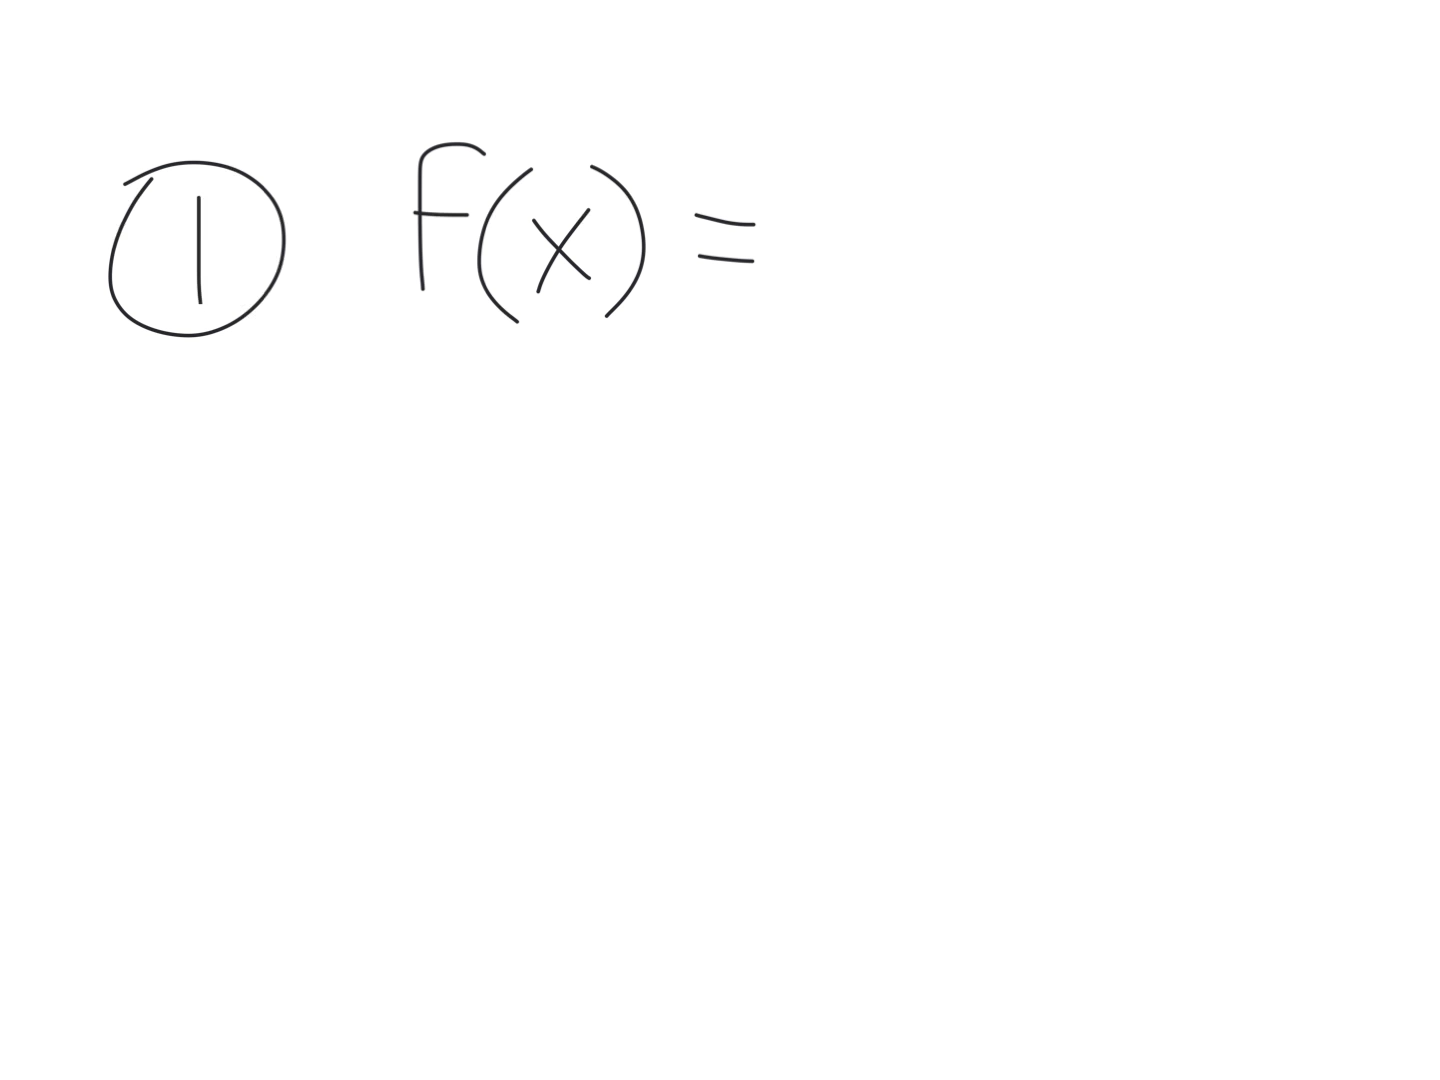 ① f(x) =